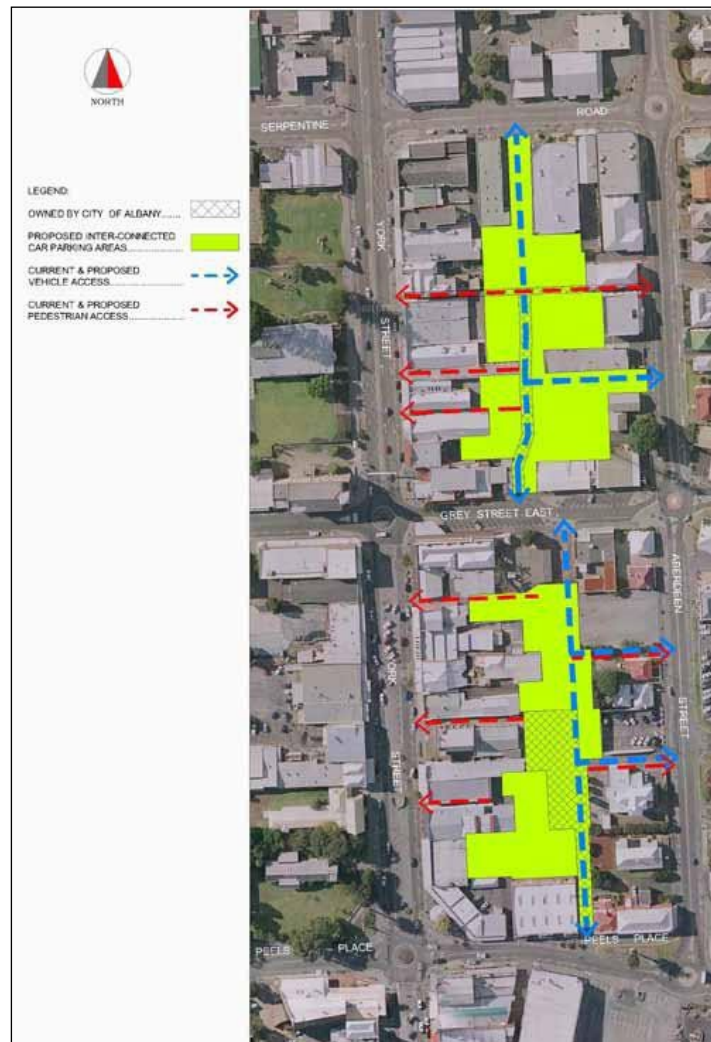 NORTH
SERPENTINE ROAD
LEGEND:
OWNED BY CITY OF ALBANY.......
PROPOSED INTER-CONNECTED
CAR PARKING AREAS
CURRENT & PROPOSED
VEHICLE ACCESS
CURRENT & PROPOSED
PEDESTRIAN ACCESS
YORK STREET
GREY STREET EAST
ABERDEEN STREET
YORK STREET
PEELS PLACE
PEELS PLACE